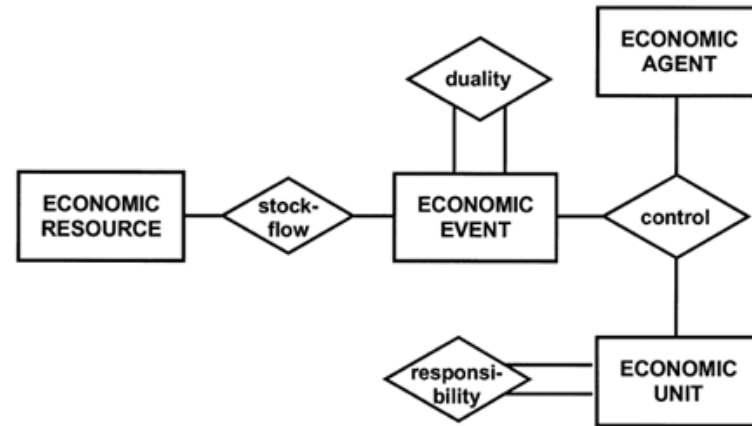 ECONOMIC
AGENT
duality
ECONOMIC
RESOURCE
stock-
flow
ECONOMIC
EVENT
control
responsi-
bility
ECONOMIC
UNIT